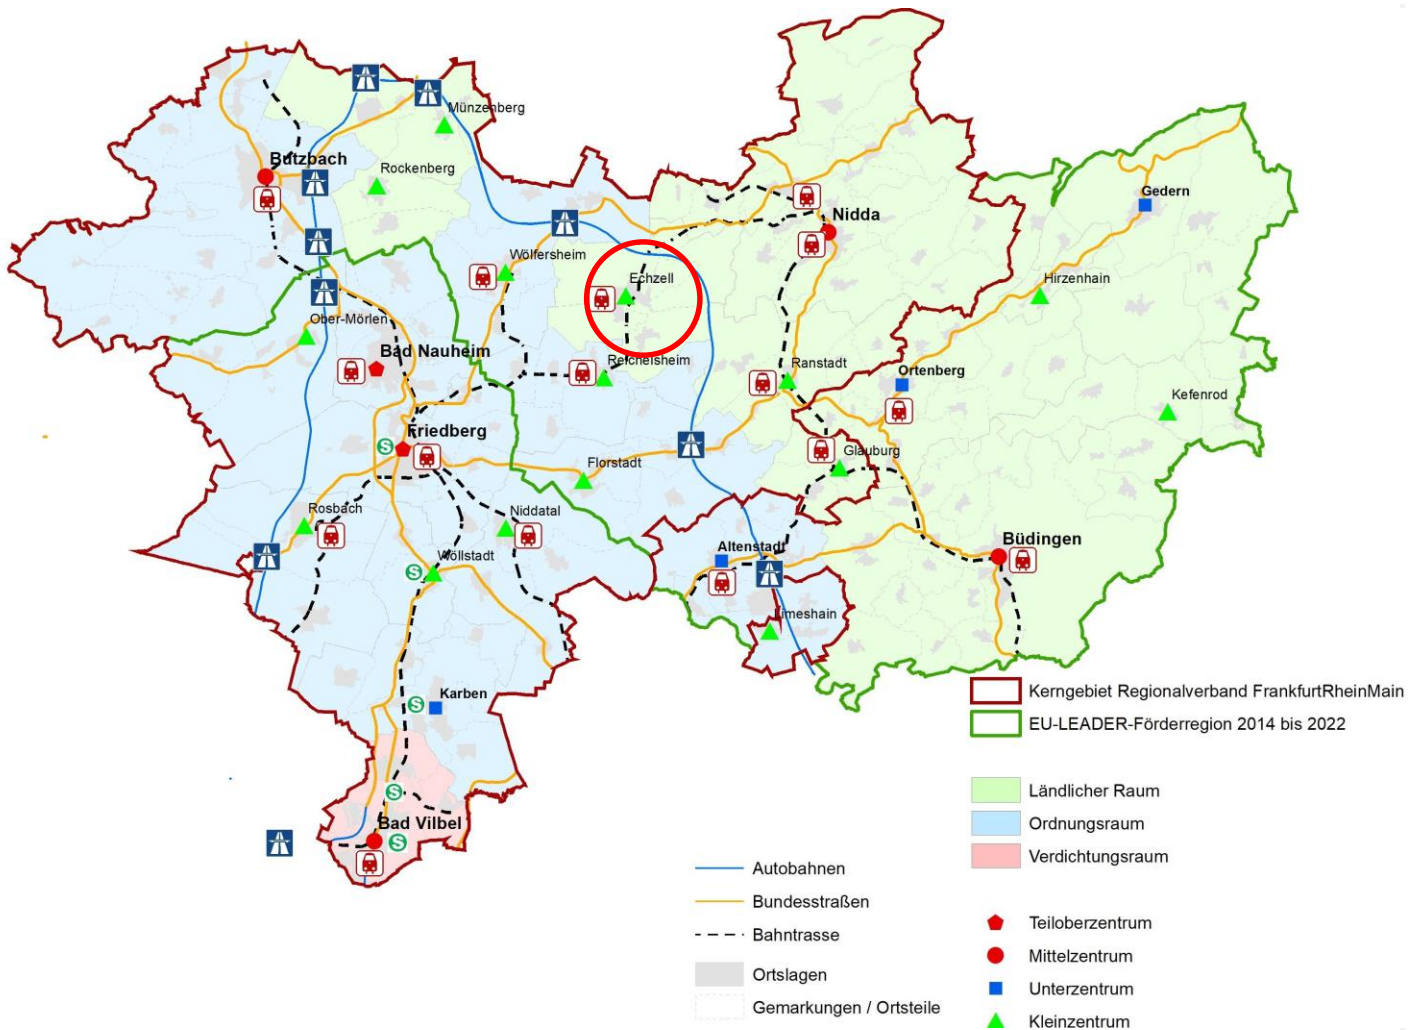 Münzenberg
Butzbach
Rockenberg
Gedern
Nidda
Wölfersheim
Echzell
Hirzenhain
Ober-Mörlen
Bad Nauheim
Reichelsheim
Ranstadt
Ortenberg
Kefenrod
Friedberg
S
Glauburg
Florstadt
Rosbach
Niddatal
Büdingen
Altenstadt
Wöllstadt
S
Limeshain
Karben
S
S
Bad Vilbel
S
Kerngebiet Regionalverband FrankfurtRheinMain
EU-LEADER-Förderregion 2014 bis 2022
Ländlicher Raum
Ordnungsraum
Verdichtungsraum
Autobahnen
Bundesstraßen
Bahntrasse
Ortslagen
Gemarkungen / Ortsteile
Teiloberzentrum
Mittelzentrum
Unterzentrum
Kleinzentrum